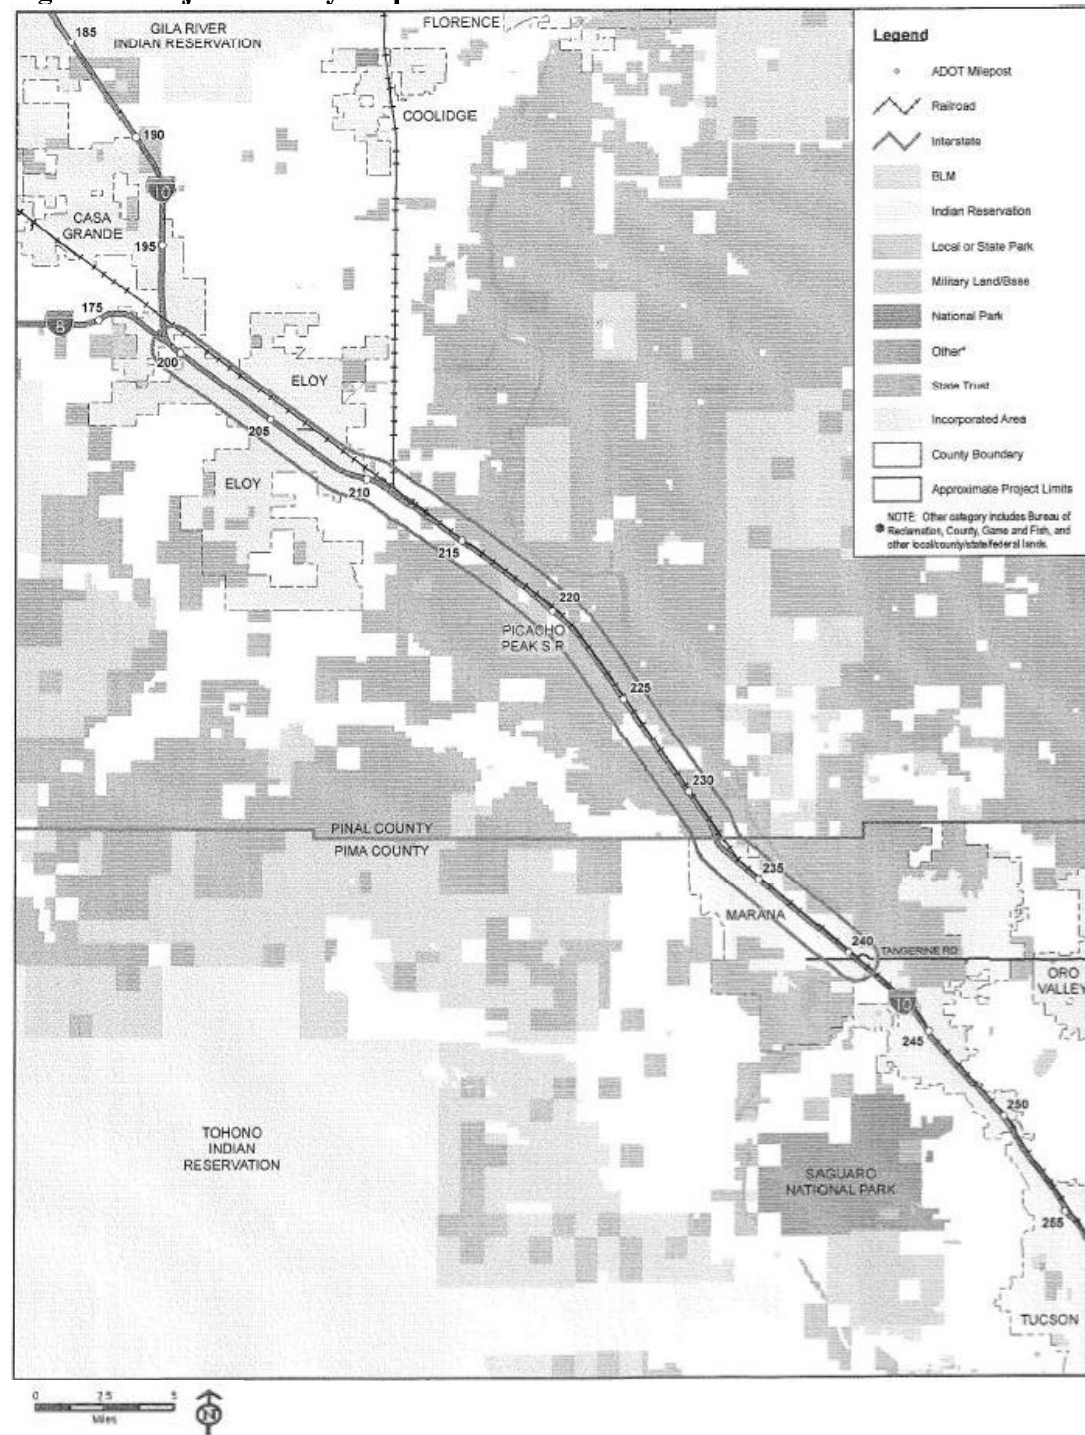 185
GILA RIVER
INDIAN RESERVATION
FLORENCE
190
COOLIDGE
10
CASA
GRANDE
195
175
8
200
ELOY
205
ELOY
210
215
220
PICACHO
PEAK S.P.
225
230
PINAL COUNTY
PIMA COUNTY
235
MARANA
240
TANGERINE RD
ORO
VALLEY
10
245
250
TOHONO
INDIAN
RESERVATION
SAGUARO
NATIONAL PARK
255
TUCSON
Legend
ADOT Milepost
Railroad
Interstate
BLM
Indian Reservation
Local or State Park
Military Land/Base
National Park
Other*
State Trust
Incorporated Area
County Boundary
Approximate Project Limits
NOTE: Other category includes Bureau of
Reclamation, County, Game and Fish, and
other local/county/state/federal lands.
0 2.5 5
Miles
N